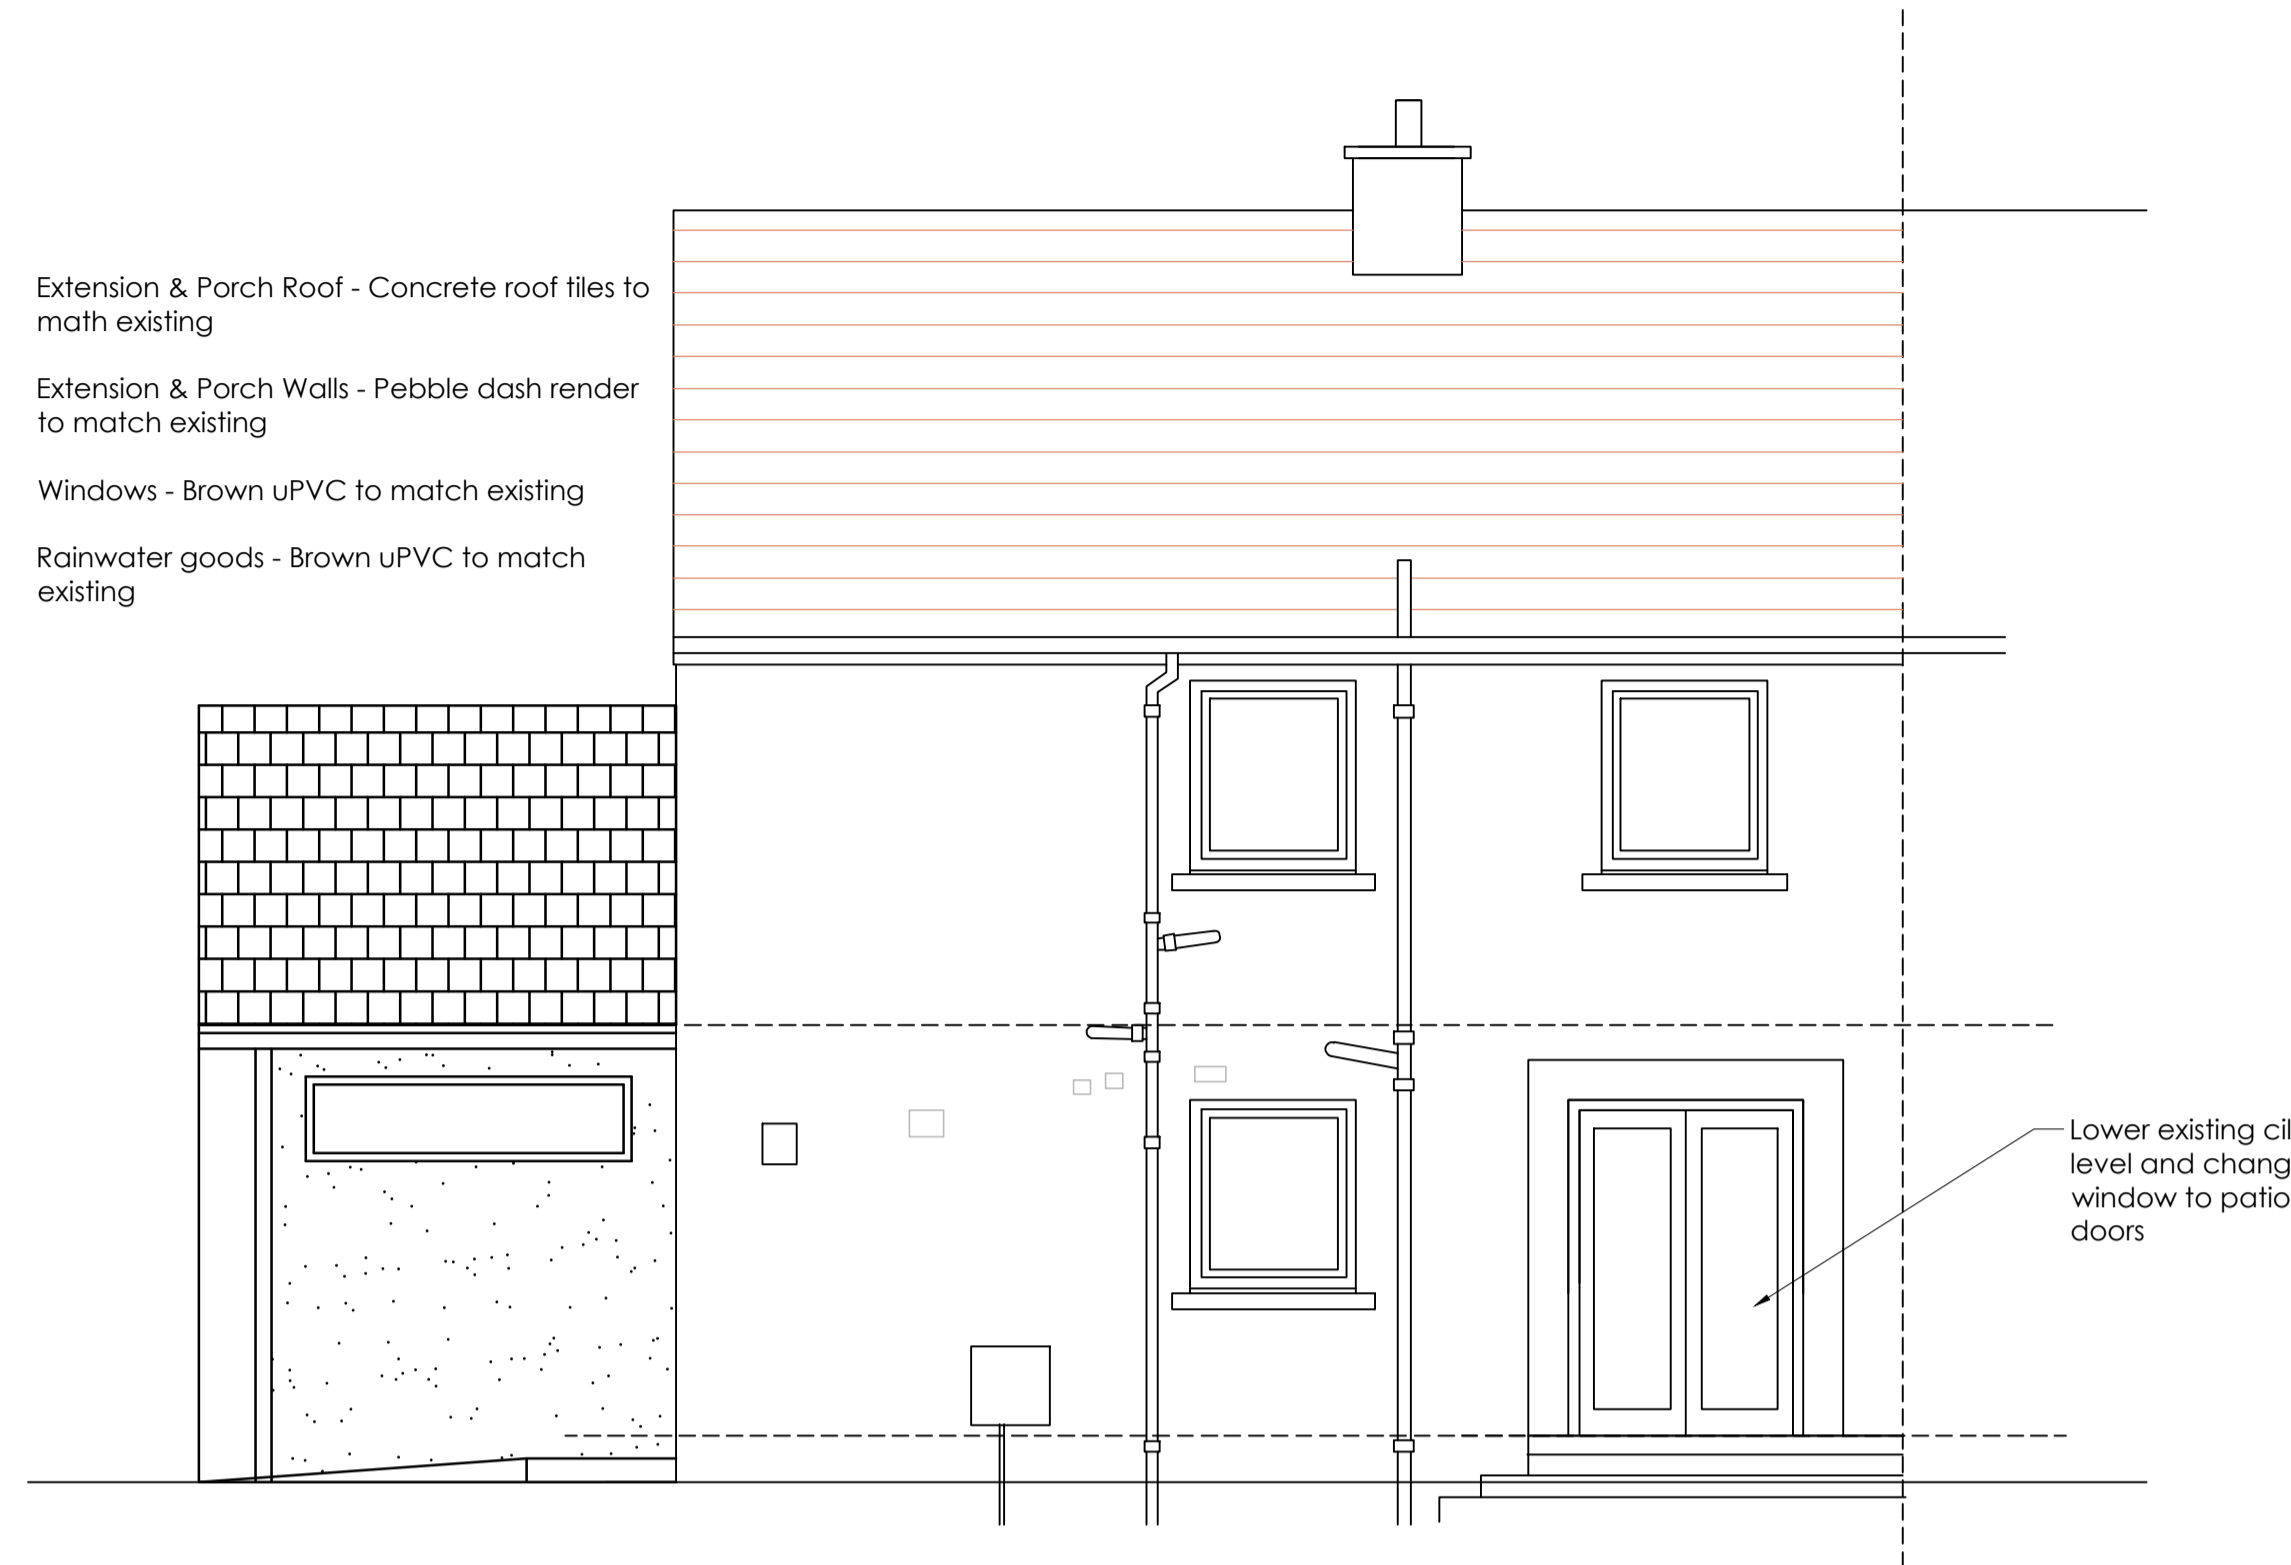 Extension & Porch Roof - Concrete roof tiles to
math existing
Extension & Porch Walls - Pebble dash render
to match existing
Windows - Brown uPVC to match existing
Rainwater goods - Brown uPVC to match
existing
Lower existing cil
level and chang
window to patio
doors